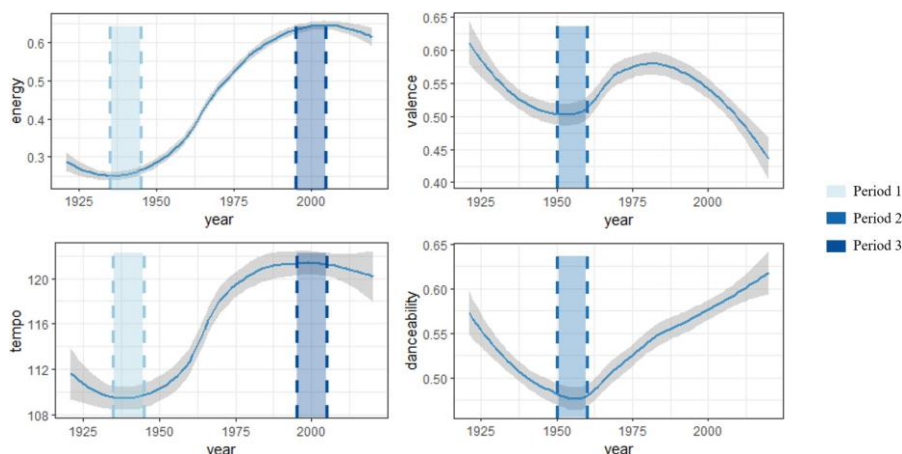 energy
0.6
0.5
0.4
0.3
1925 1950 1975 2000
year
valence
0.65
0.60
0.55
0.50
0.45
0.40
1925 1950 1975 2000
year
tempo
120
116
112
108
1925 1950 1975 2000
year
danceability
0.65
0.60
0.55
0.50
1925 1950 1975 2000
year
Period 1
Period 2
Period 3